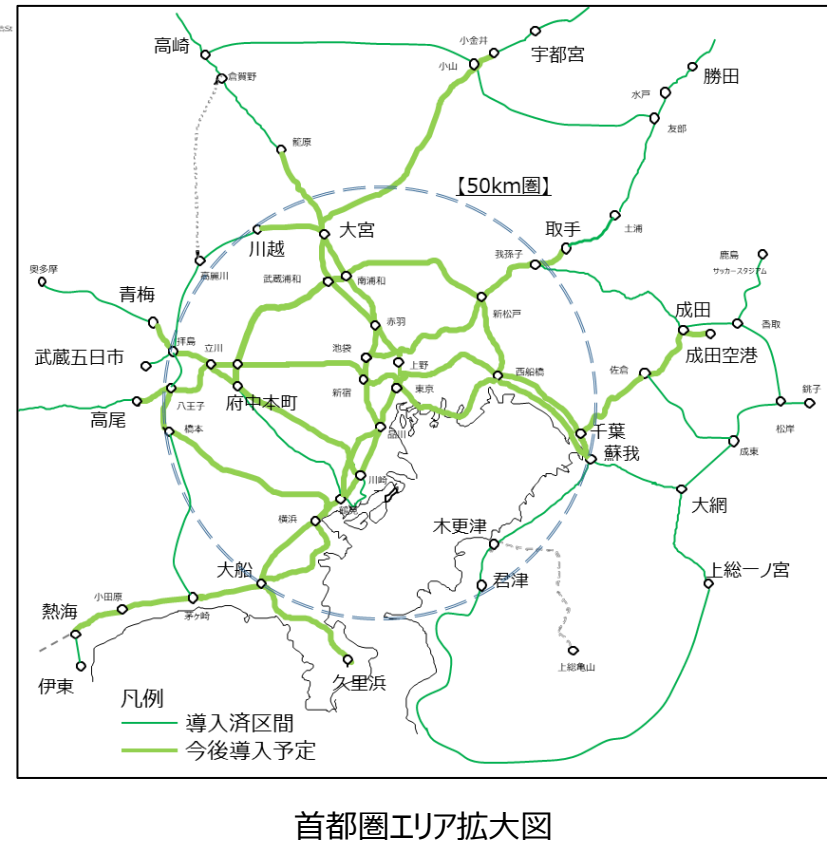 高崎
倉賀野
小金井
小山
宇都宮
勝田
水戸
友部
籠原
【50km圏】
大宮
川越
取手
土浦
我孫子
高麗川
武蔵浦和
南浦和
鹿島
サッカースタジアム
奥多摩
青梅
新松戸
成田
香取
赤羽
拝島
立川
池袋
上野
成田空港
武蔵五日市
西船橋
佐倉
新宿
東京
府中本町
八王子
高尾
銚子
松岸
橋本
品川
千葉
蘇我
成東
川崎
鶴見
横浜
大網
木更津
大船
君津
上総一ノ宮
小田原
熱海
茅ケ崎
上総亀山
伊東
久里浜
凡例
導入済区間
今後導入予定
首都圏エリア拡大図